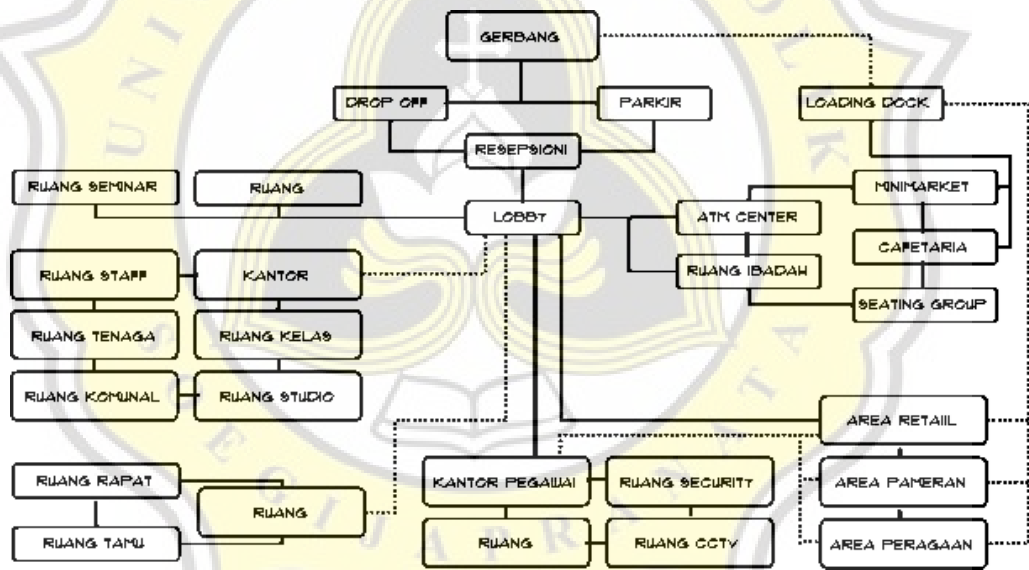 GERBANG
DROP OFF
PARKIR
LOADING DOCK
RESEPSIONI
RUANG SEMINAR
RUANG
MINIMARKET
LOBBY
ATM CENTER
CAFETARIA
RUANG STAFF
KANTOR
RUANG IBADAH
SEATING GROUP
RUANG TENAGA
RUANG KELAS
RUANG KOMUNAL
RUANG STUDIO
AREA RETAIIL
RUANG RAPAT
RUANG
KANTOR PEGAWAI
RUANG SECURITY
AREA PAMERAN
RUANG TAMU
RUANG
RUANG CCTV
AREA PERAGAAN
SOEGIJAPRANATA